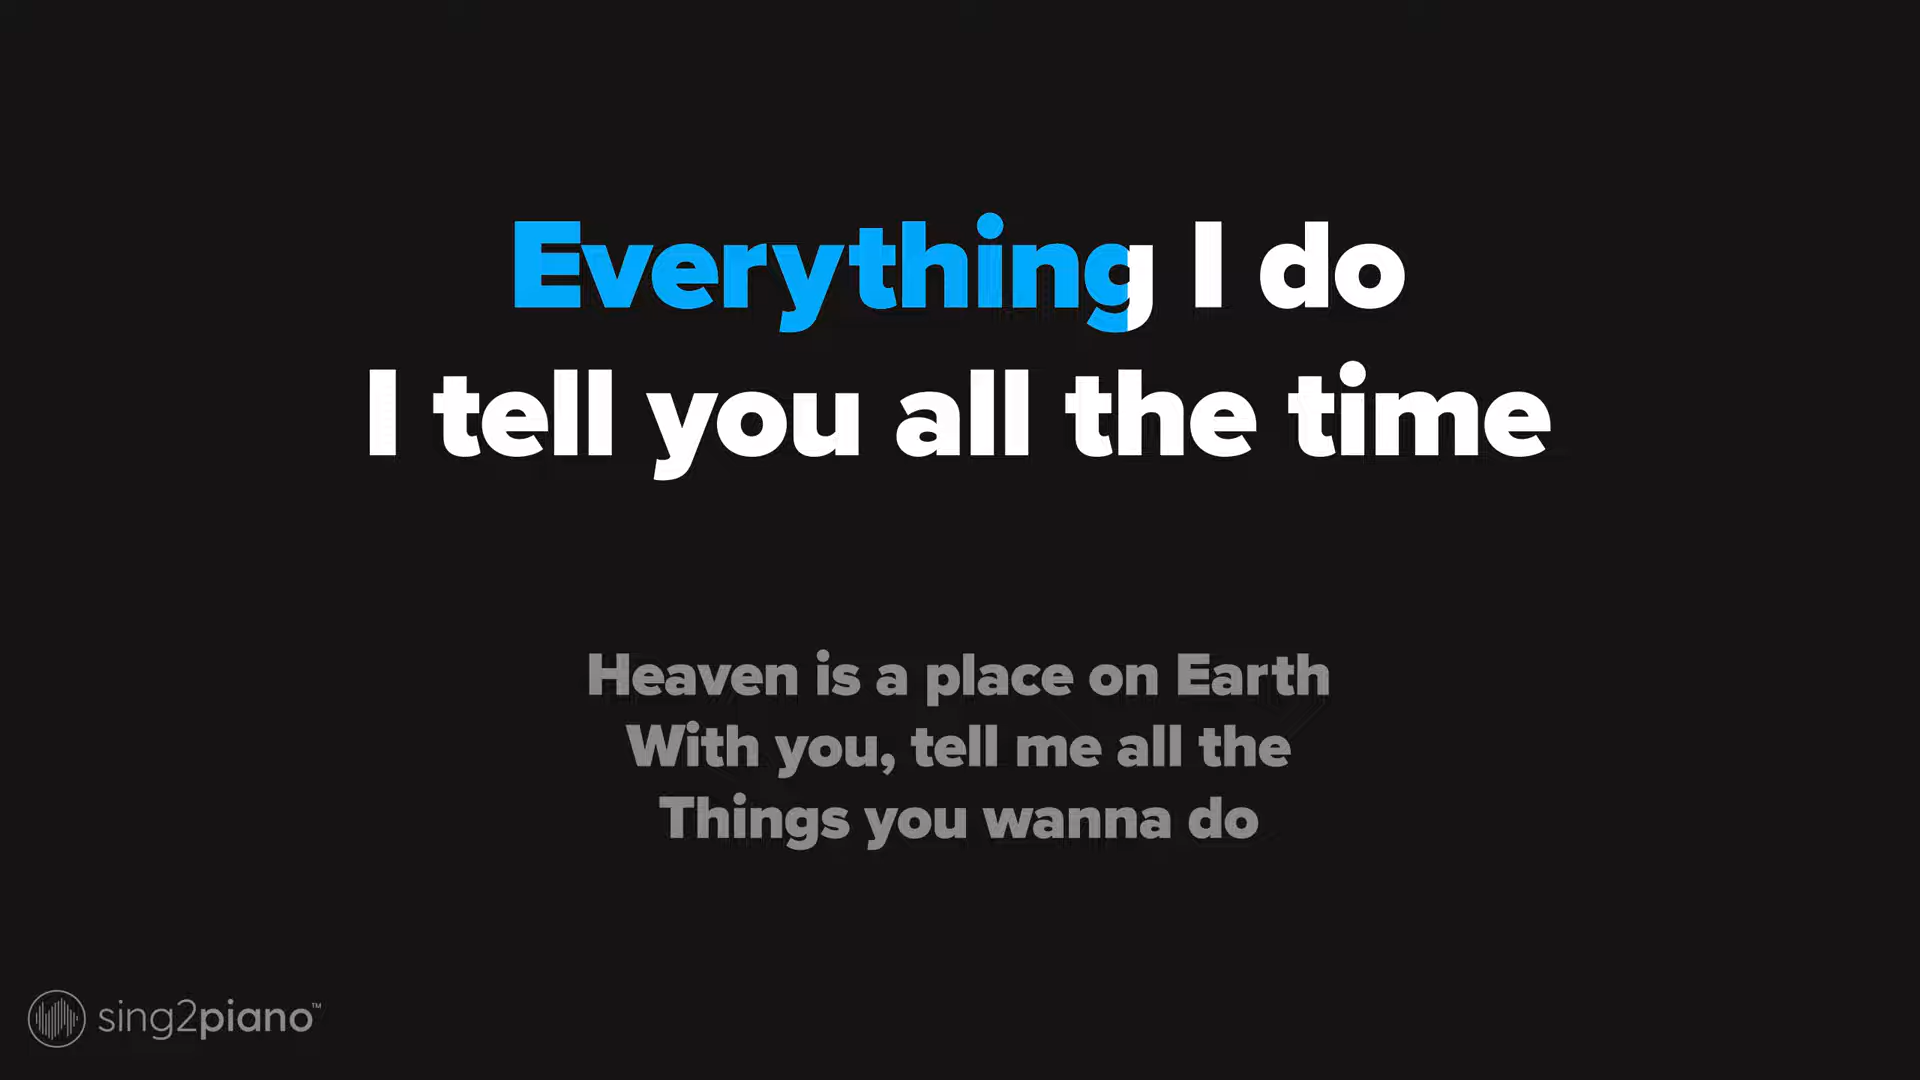 Everything I do
I tell you all the time
Heaven is a place on Earth
With you, tell me all the
Things you wanna do
sing2piano™